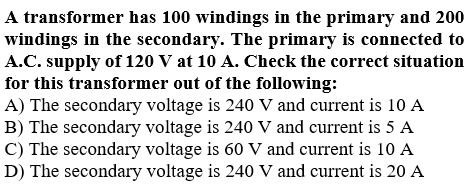 A transformer has 100 windings in the primary and 200
windings in the secondary. The primary is connected to
A.C. supply of 120 V at 10 A. Check the correct situation
for this transformer out of the following:
A) The secondary voltage is 240 V and current is 10 A
B) The secondary voltage is 240 V and current is 5 A
C) The secondary voltage is 60 V and current is 10 A
D) The secondary voltage is 240 V and current is 20 A